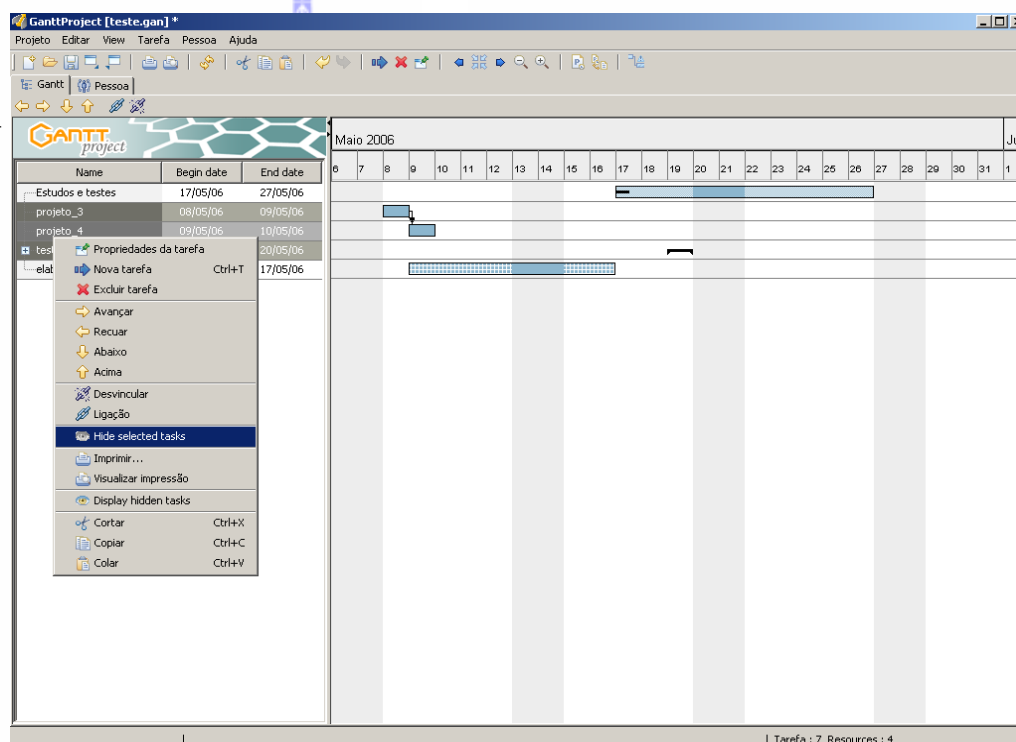 GanttProject [teste.gan] *
Projeto Editar View Tarefa Pessoa Ajuda
Gantt Pessoa
GANTT project
Maio 2006 Ju
6 7 8 9 10 11 12 13 14 15 16 17 18 19 20 21 22 23 24 25 26 27 28 29 30 31 1
Name Begin date End date
Estudos e testes 17/05/06 27/05/06
projeto_3 08/05/06 09/05/06
projeto_4 09/05/06 10/05/06
test 20/05/06
elab 17/05/06
Propriedades da tarefa
Nova tarefa Ctrl+T
Excluir tarefa
Avançar
Recuar
Abaixo
Acima
Desvincular
Ligação
Hide selected tasks
Imprimir...
Visualizar impressão
Display hidden tasks
Cortar Ctrl+X
Copiar Ctrl+C
Colar Ctrl+V
Tarefa : 7 Resources : 4